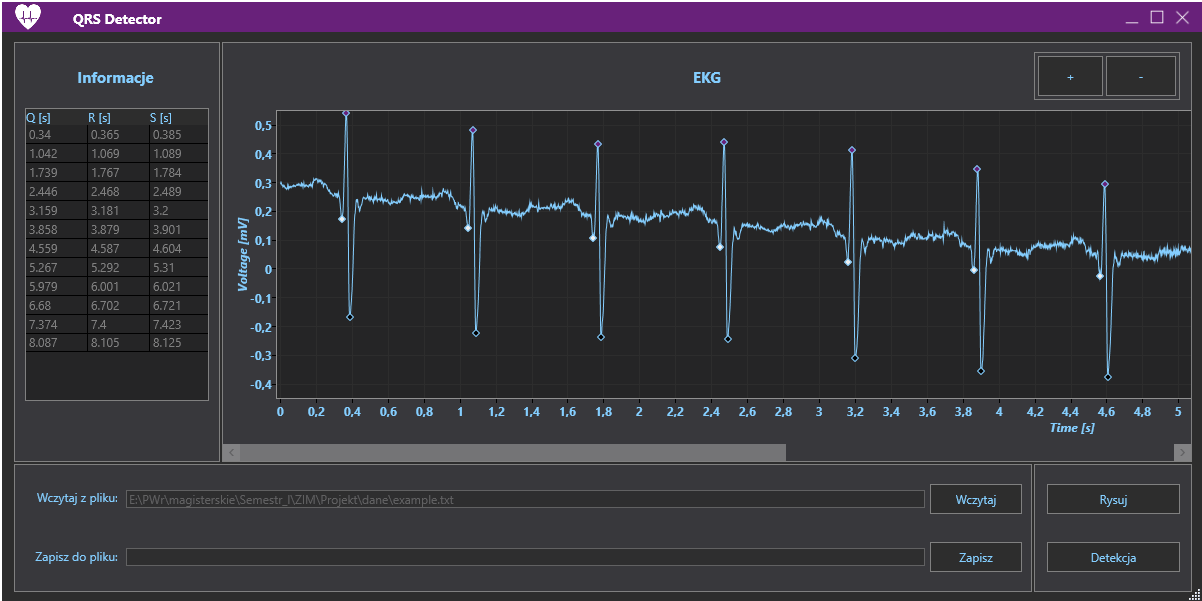 QRS Detector
Informacje
Q [s] R [s] S [s]
0.34 0.365 0.385
1.042 1.069 1.089
1.739 1.767 1.784
2.446 2.468 2.489
3.159 3.181 3.2
3.858 3.879 3.901
4.559 4.587 4.604
5.267 5.292 5.31
5.979 6.001 6.021
6.68 6.702 6.721
7.374 7.4 7.423
8.087 8.105 8.125
EKG
+ -
Voltage [mV]
0,5
0,4
0,3
0,2
0,1
0
-0,1
-0,2
-0,3
-0,4
0 0,2 0,4 0,6 0,8 1 1,2 1,4 1,6 1,8 2 2,2 2,4 2,6 2,8 3 3,2 3,4 3,6 3,8 4 4,2 4,4 4,6 4,8 5
Time [s]
Wczytaj z pliku: E:\PWr\magisterskie\Semestr_I\ZIM\Projekt\dane\example.txt Wczytaj Rysuj
Zapisz do pliku: Zapisz Detekcja